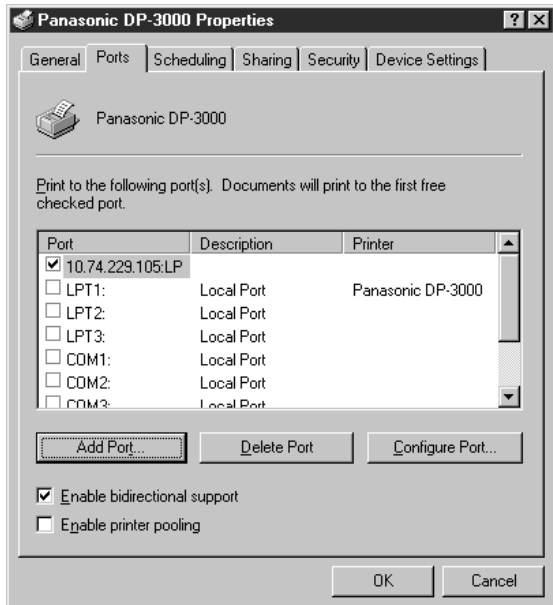 Panasonic DP-3000 Properties
General Ports Scheduling Sharing Security Device Settings
Panasonic DP-3000
Print to the following port(s). Documents will print to the first free
checked port.
Port Description Printer
10.74.229.105:LP
LPT1: Local Port Panasonic DP-3000
LPT2: Local Port
LPT3: Local Port
COM1: Local Port
COM2: Local Port
COM3: Local Port
Add Port... Delete Port Configure Port...
Enable bidirectional support
Enable printer pooling
OK Cancel